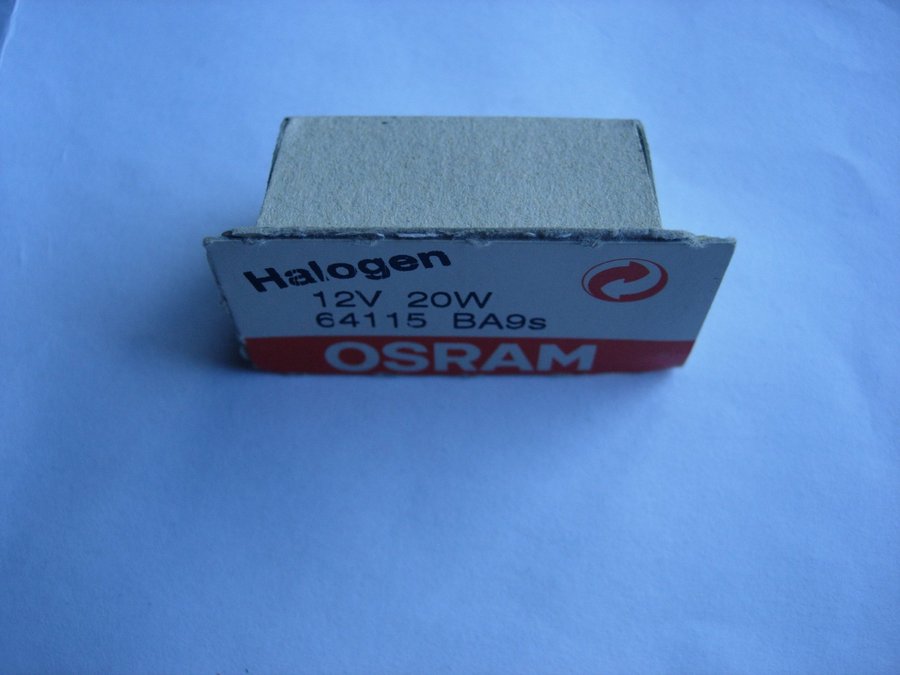 Halogen
12V 20W
64115 BA9s
OSRAM